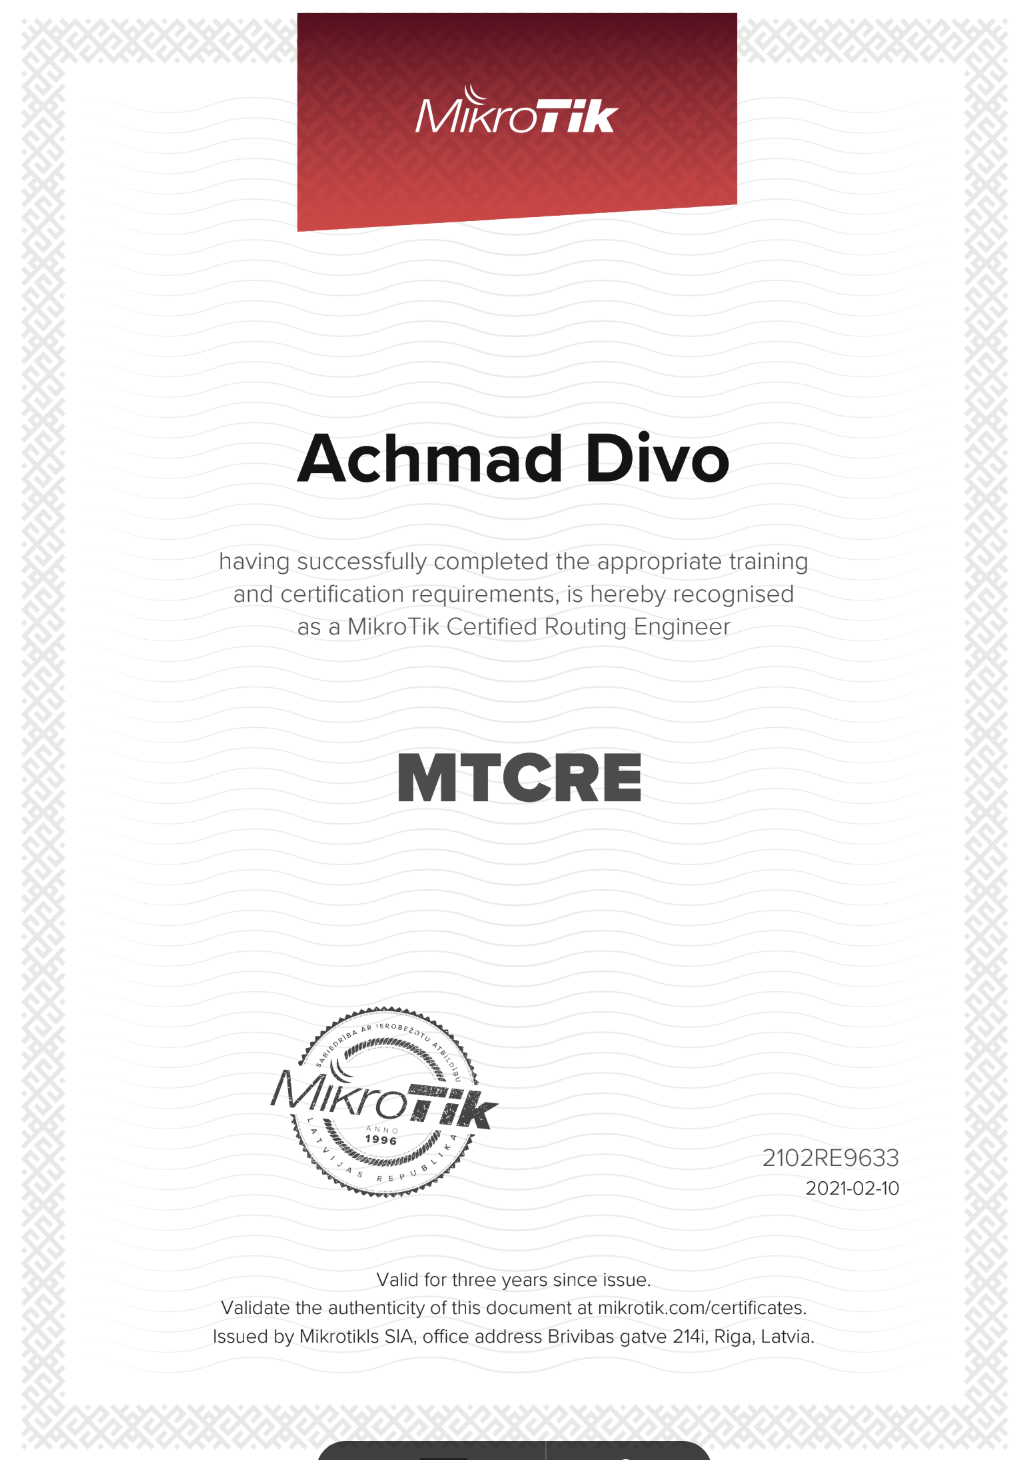 MikroTik
Achmad Divo
having successfully completed the appropriate training
and certification requirements, is hereby recognised
as a MikroTik Certified Routing Engineer
MTCRE
SABIEDRĪBA AR IEROBEŽOTU ATBILDĪBU
MikroTik
ANNO
1996
LATVIJAS REPUBLIKA
2102RE9633
2021-02-10
Valid for three years since issue.
Validate the authenticity of this document at mikrotik.com/certificates.
Issued by Mikrotikls SIA, office address Brivibas gatve 214i, Riga, Latvia.